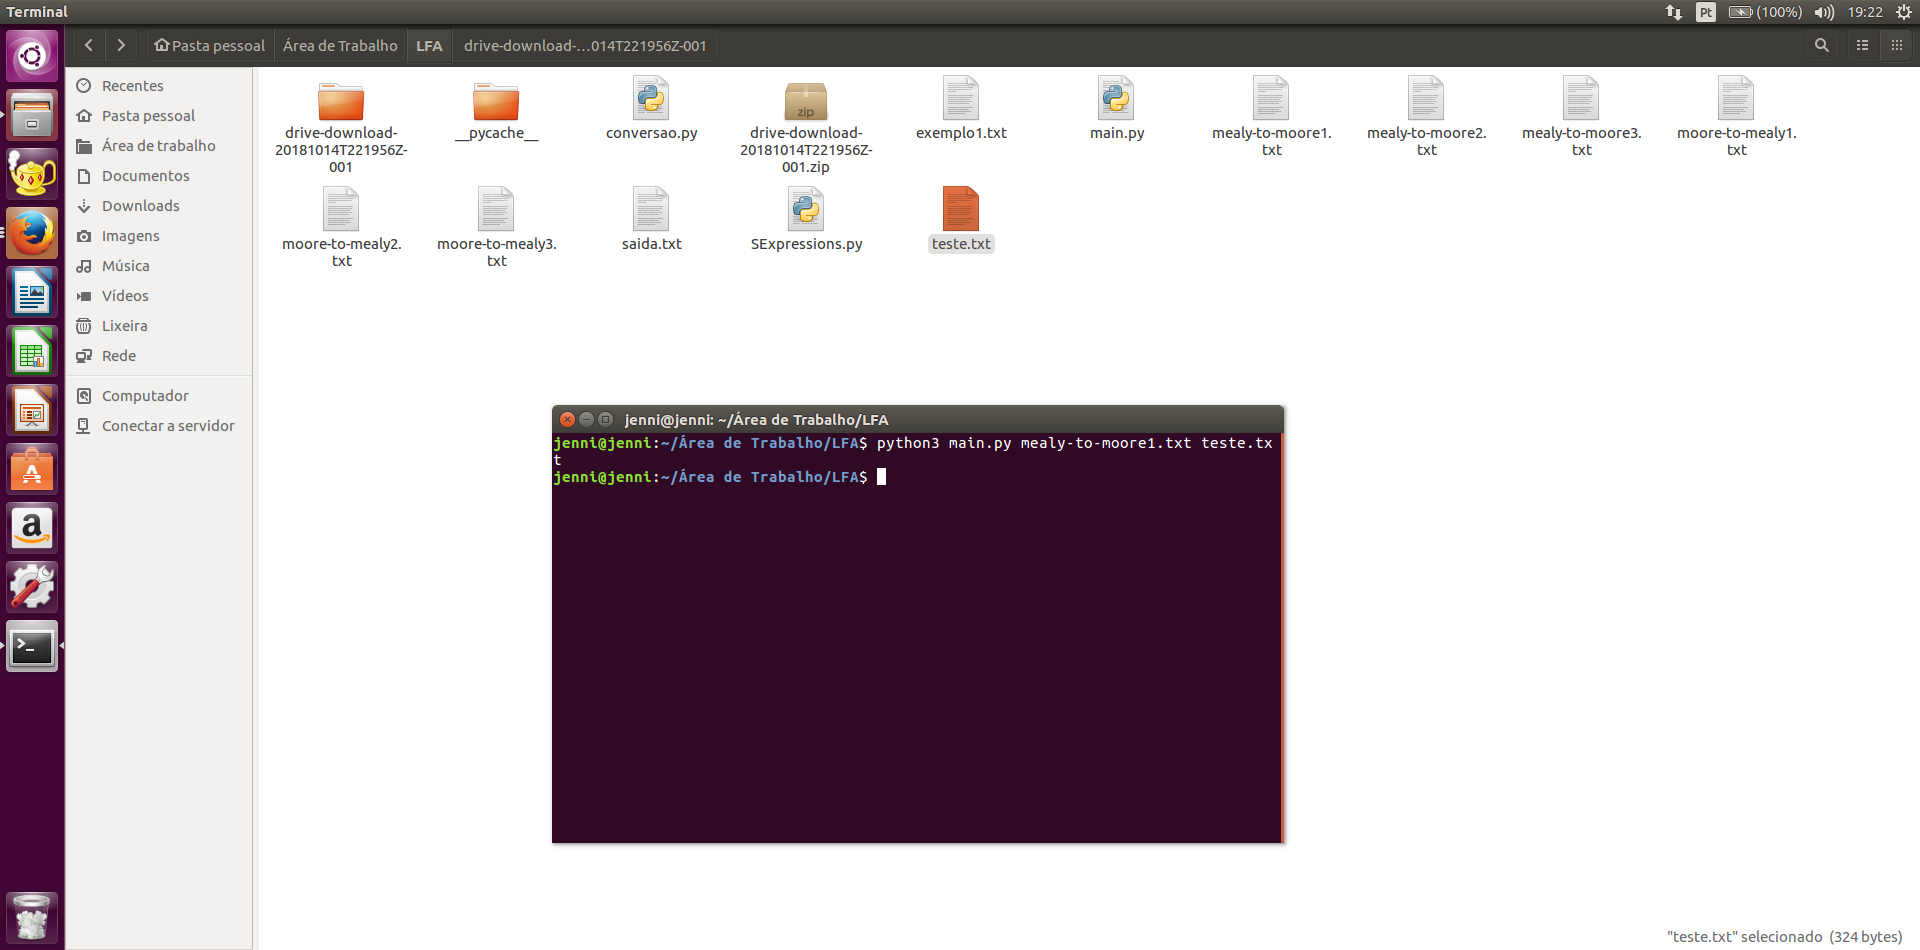 Terminal
Pt (100%) 19:22
Pasta pessoal Área de Trabalho LFA drive-download-…014T221956Z-001
Recentes
Pasta pessoal
Área de trabalho
Documentos
Downloads
Imagens
Música
Vídeos
Lixeira
Rede
Computador
Conectar a servidor
zip
drive-download-
20181014T221956Z-
001
__pycache__
conversao.py
drive-download-
20181014T221956Z-
001.zip
exemplo1.txt
main.py
mealy-to-moore1.
txt
mealy-to-moore2.
txt
mealy-to-moore3.
txt
moore-to-mealy1.
txt
moore-to-mealy2.
txt
moore-to-mealy3.
txt
saida.txt
SExpressions.py
teste.txt
jenni@jenni: ~/Área de Trabalho/LFA
jenni@jenni:~/Área de Trabalho/LFA$ python3 main.py mealy-to-moore1.txt teste.tx
t
jenni@jenni:~/Área de Trabalho/LFA$
"teste.txt" selecionado (324 bytes)